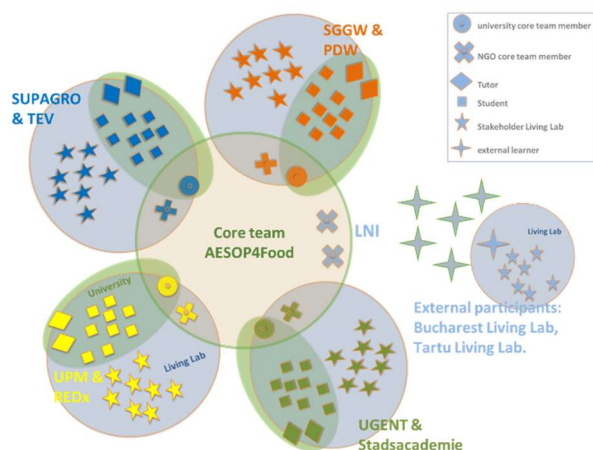 SGGW &
PDW
university core team member
NGO core team member
Tutor
Student
Stakeholder Living Lab
external learner
SUPAGRO
& TEV
Core team
AESOP4Food
LNI
Living Lab
External participants:
Bucharest Living Lab,
Tartu Living Lab.
University
Living Lab
UPM &
REDx
UGENT &
Stadsacademie